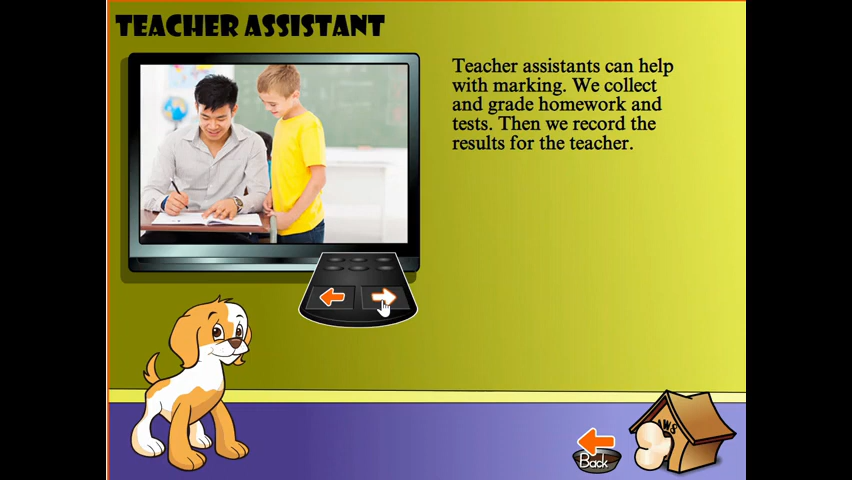 TEACHER ASSISTANT
Teacher assistants can help
with marking. We collect
and grade homework and
tests. Then we record the
results for the teacher.
Back